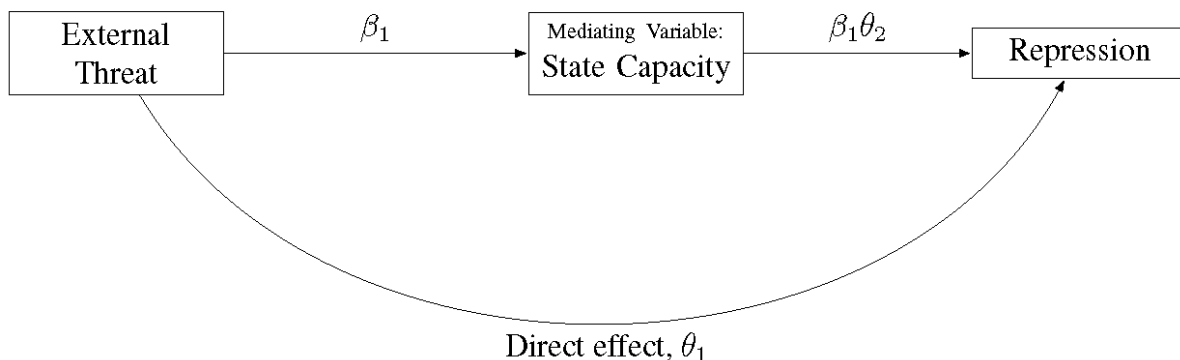 External
Threat
β₁
Mediating Variable:
State Capacity
β₁θ₂
Repression
Direct effect, θ₁